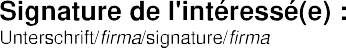 Signature de l'intéressé(e) :
Unterschrift/firma/signature/firma